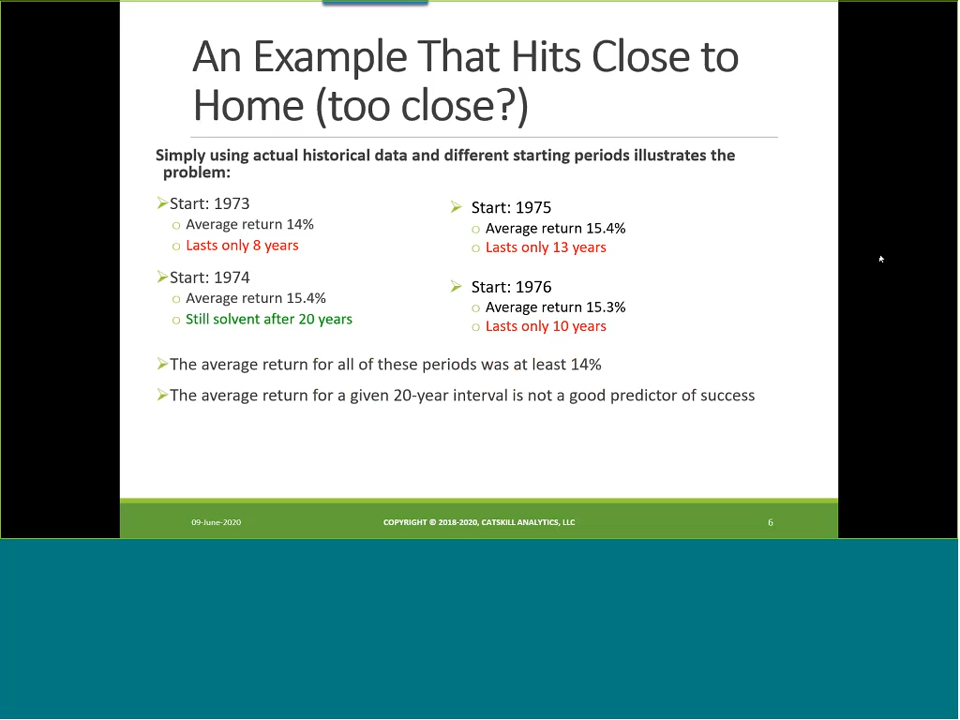 An Example That Hits Close to
Home (too close?)
Simply using actual historical data and different starting periods illustrates the
problem:
Start: 1973
o Average return 14%
o Lasts only 8 years
Start: 1974
o Average return 15.4%
o Still solvent after 20 years
Start: 1975
o Average return 15.4%
o Lasts only 13 years
Start: 1976
o Average return 15.3%
o Lasts only 10 years
The average return for all of these periods was at least 14%
The average return for a given 20-year interval is not a good predictor of success
09-June-2020
COPYRIGHT © 2018-2020, CATSKILL ANALYTICS, LLC
6